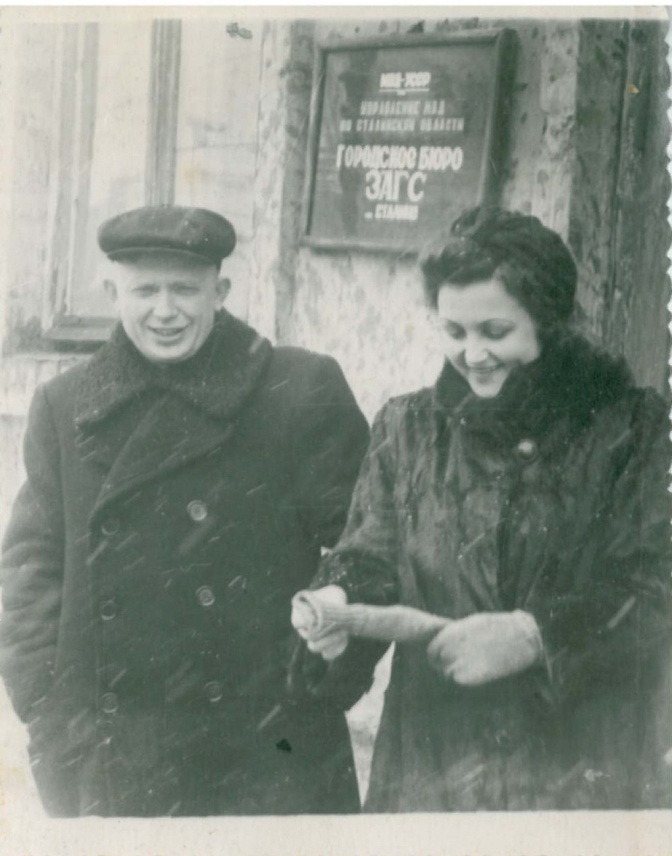 МВД-УССР
УПРАВЛЕНИЕ МВД
ПО СТАЛИНСКОЙ ОБЛАСТИ
ГОРОДСКОЕ БЮРО
ЗАГС
г. СТАЛИНО